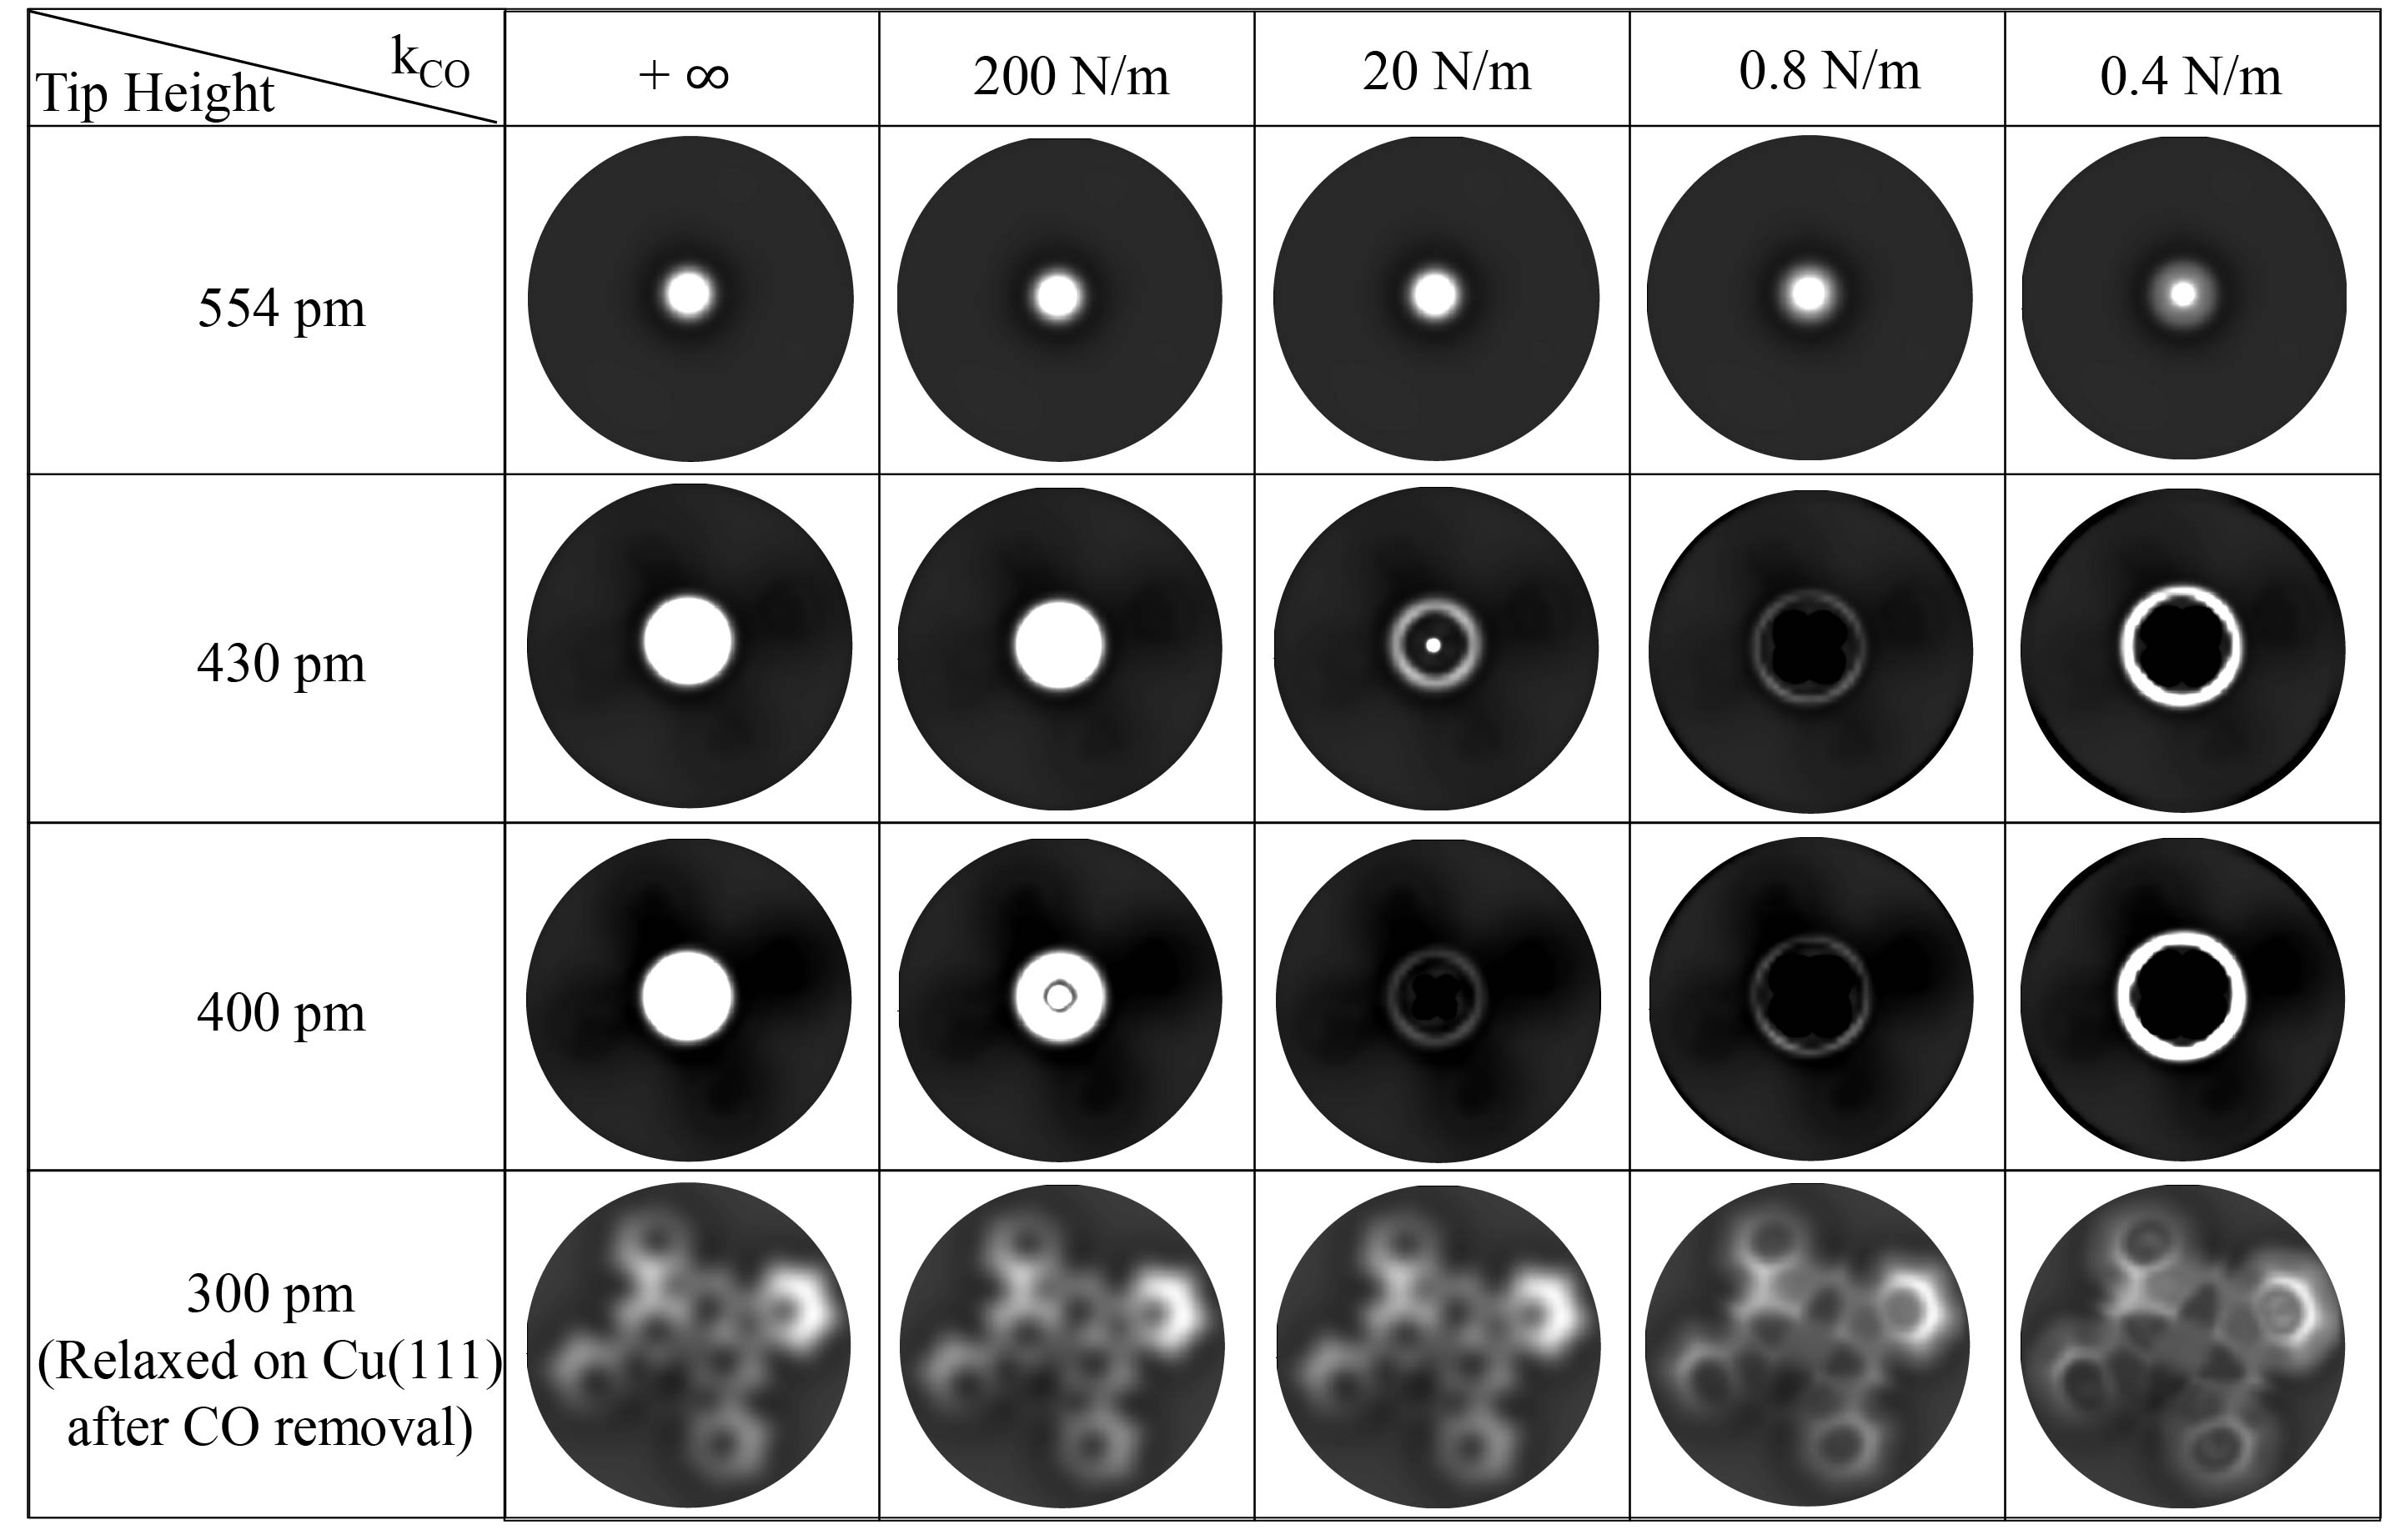 k_CO
Tip Height
+ ∞
200 N/m
20 N/m
0.8 N/m
0.4 N/m
554 pm
430 pm
400 pm
300 pm
(Relaxed on Cu(111)
after CO removal)